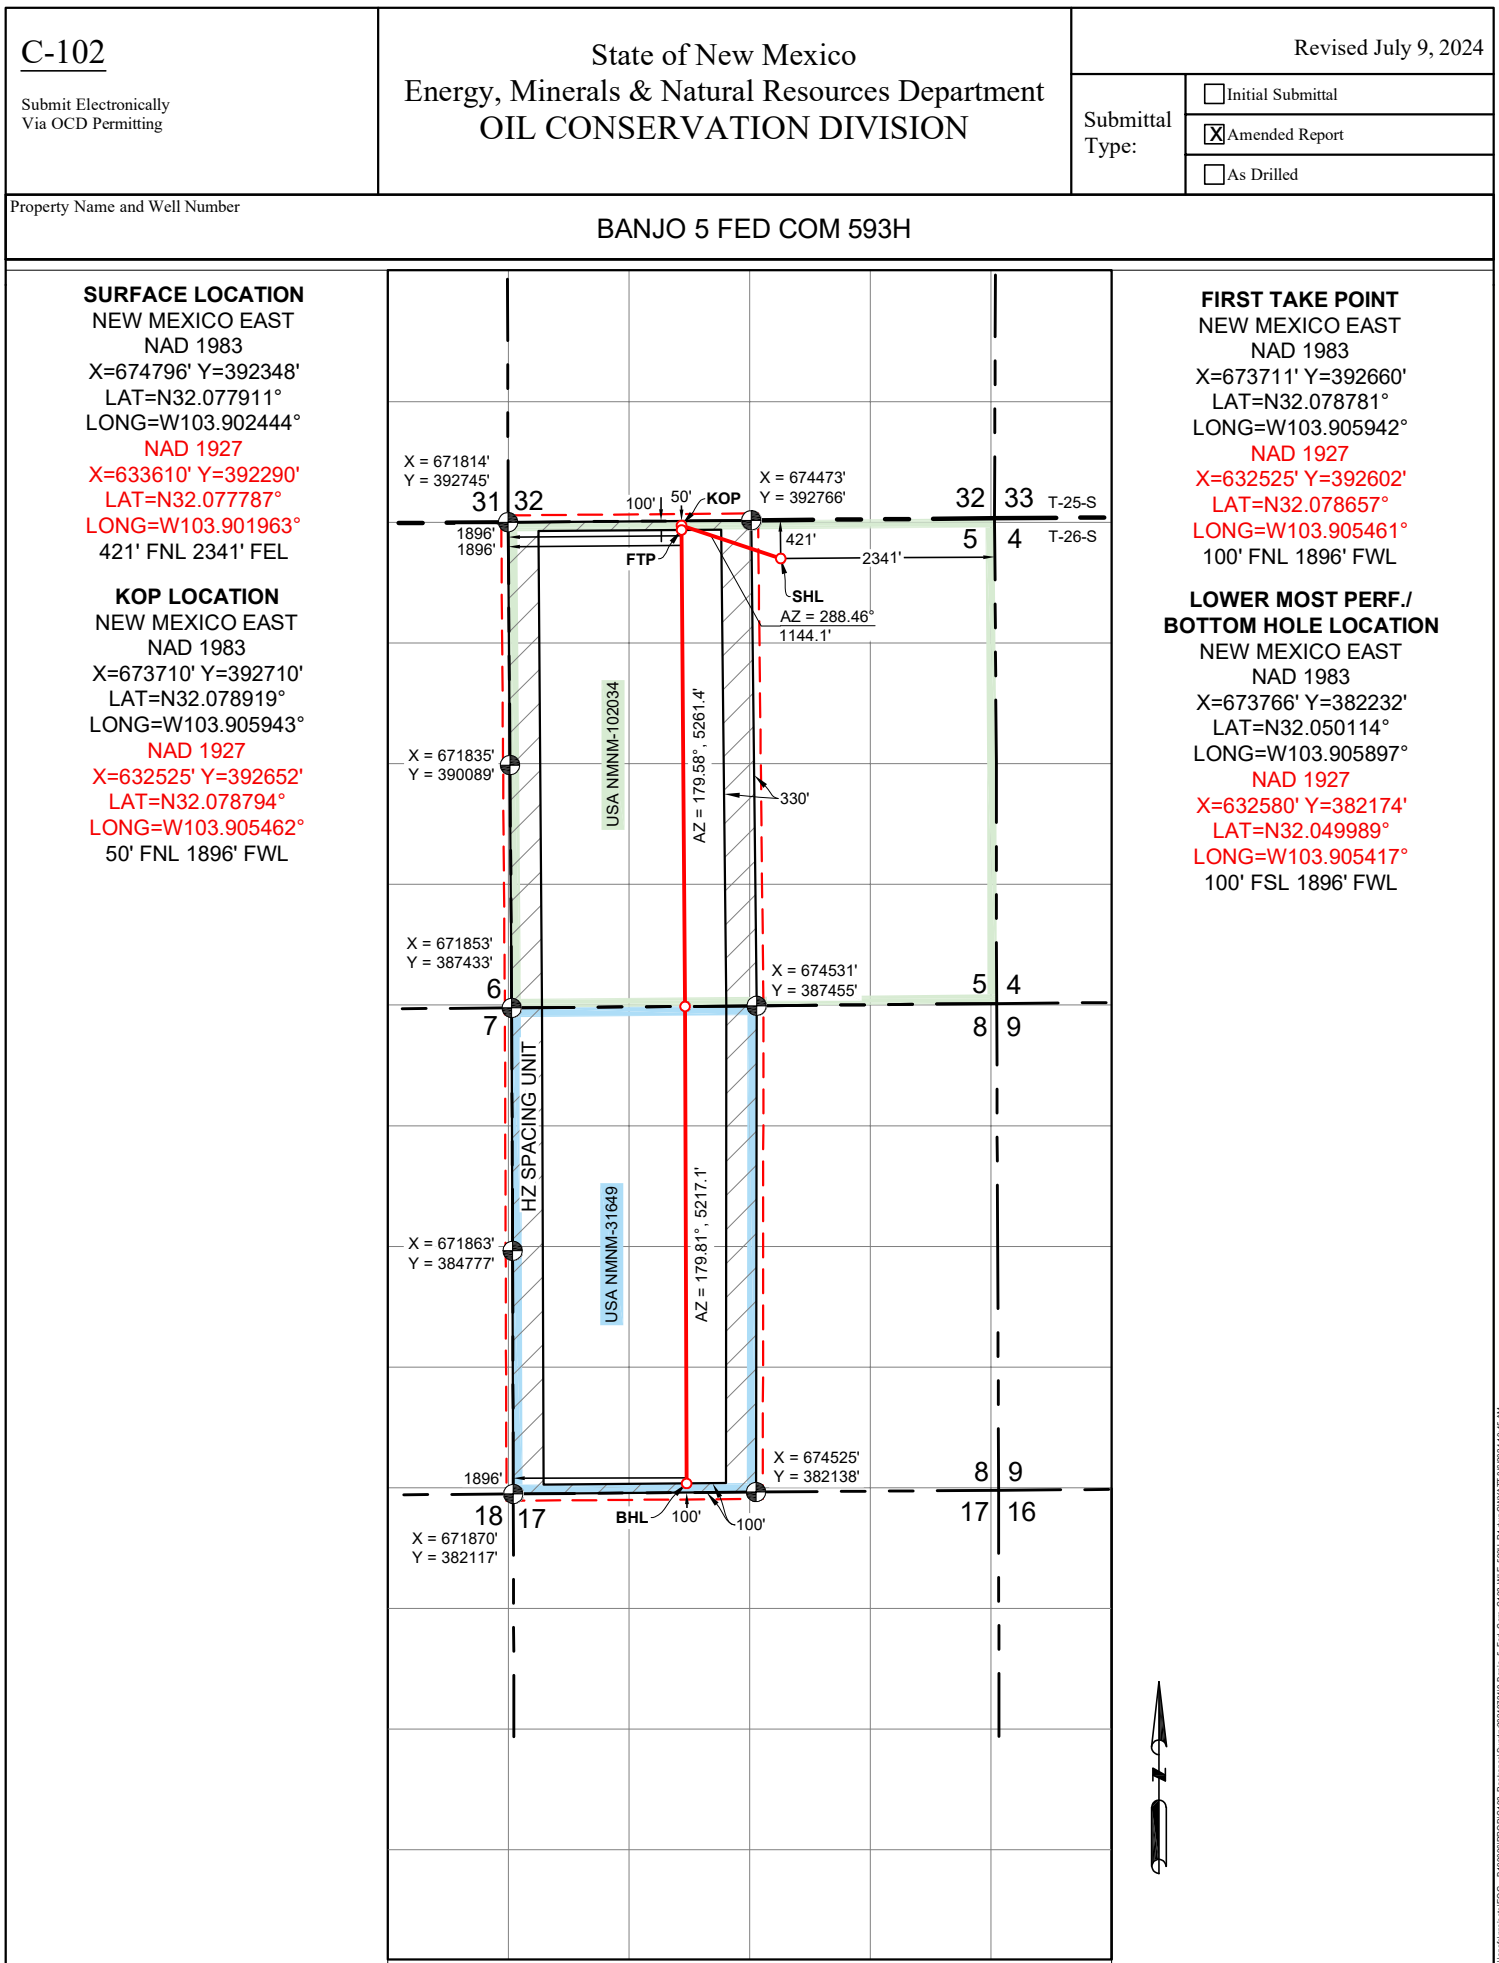 C-102
Submit Electronically
Via OCD Permitting
State of New Mexico
Energy, Minerals & Natural Resources Department
OIL CONSERVATION DIVISION
Revised July 9, 2024
Submittal
Type:
Initial Submittal
X Amended Report
As Drilled
Property Name and Well Number
BANJO 5 FED COM 593H
SURFACE LOCATION
NEW MEXICO EAST
NAD 1983
X=674796' Y=392348'
LAT=N32.077911°
LONG=W103.902444°
NAD 1927
X=633610' Y=392290'
LAT=N32.077787°
LONG=W103.901963°
421' FNL 2341' FEL
KOP LOCATION
NEW MEXICO EAST
NAD 1983
X=673710' Y=392710'
LAT=N32.078919°
LONG=W103.905943°
NAD 1927
X=632525' Y=392652'
LAT=N32.078794°
LONG=W103.905462°
50' FNL 1896' FWL
X = 671814'
Y = 392745'
31 32
100'
50'
KOP
X = 674473'
Y = 392766'
32 33
T-25-S
1896'
1896'
FTP
421'
5 4
T-26-S
2341'
SHL
AZ = 288.46°
1144.1'
USA NMNM-102034
AZ = 179.58°, 5261.4'
X = 671835'
Y = 390089'
330'
X = 671853'
Y = 387433'
X = 674531'
Y = 387455'
6
7
5 4
8 9
HZ SPACING UNIT
USA NMNM-31649
AZ = 179.81°, 5217.1'
X = 671863'
Y = 384777'
X = 674525'
Y = 382138'
1896'
8 9
18 17
BHL
100'
100'
17 16
X = 671870'
Y = 382117'
FIRST TAKE POINT
NEW MEXICO EAST
NAD 1983
X=673711' Y=392660'
LAT=N32.078781°
LONG=W103.905942°
NAD 1927
X=632525' Y=392602'
LAT=N32.078657°
LONG=W103.905461°
100' FNL 1896' FWL
LOWER MOST PERF./
BOTTOM HOLE LOCATION
NEW MEXICO EAST
NAD 1983
X=673766' Y=382232'
LAT=N32.050114°
LONG=W103.905897°
NAD 1927
X=632580' Y=382174'
LAT=N32.049989°
LONG=W103.905417°
100' FSL 1896' FWL
N